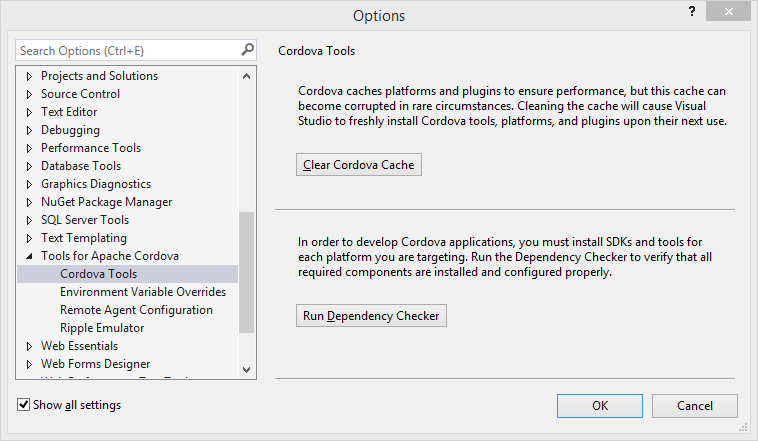 Options
?
Search Options (Ctrl+E)
Projects and Solutions
Source Control
Text Editor
Debugging
Performance Tools
Database Tools
Graphics Diagnostics
NuGet Package Manager
SQL Server Tools
Text Templating
Tools for Apache Cordova
Cordova Tools
Environment Variable Overrides
Remote Agent Configuration
Ripple Emulator
Web Essentials
Web Forms Designer
Show all settings
Cordova Tools
Cordova caches platforms and plugins to ensure performance, but this cache can
become corrupted in rare circumstances. Cleaning the cache will cause Visual
Studio to freshly install Cordova tools, platforms, and plugins upon their next use.
Clear Cordova Cache
In order to develop Cordova applications, you must install SDKs and tools for
each platform you are targeting. Run the Dependency Checker to verify that all
required components are installed and configured properly.
Run Dependency Checker
OK
Cancel